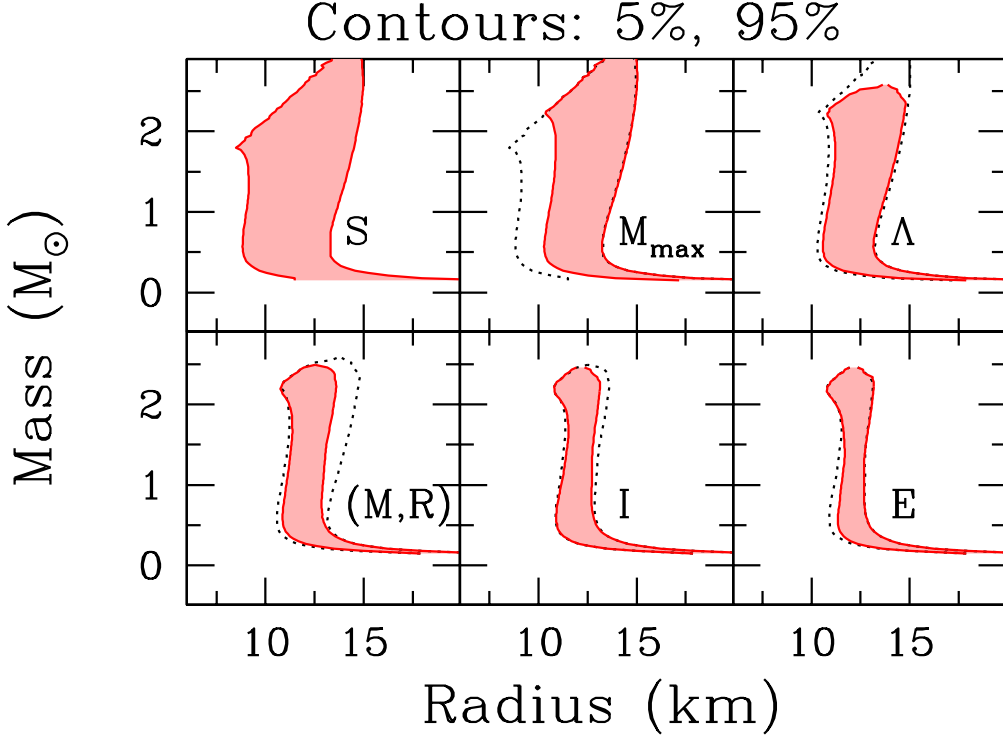 Contours: 5%, 95%
Mass (M⊙)
2
1
0
S
M_max
Λ
2
1
0
(M,R)
I
E
10 15 10 15 10 15
Radius (km)